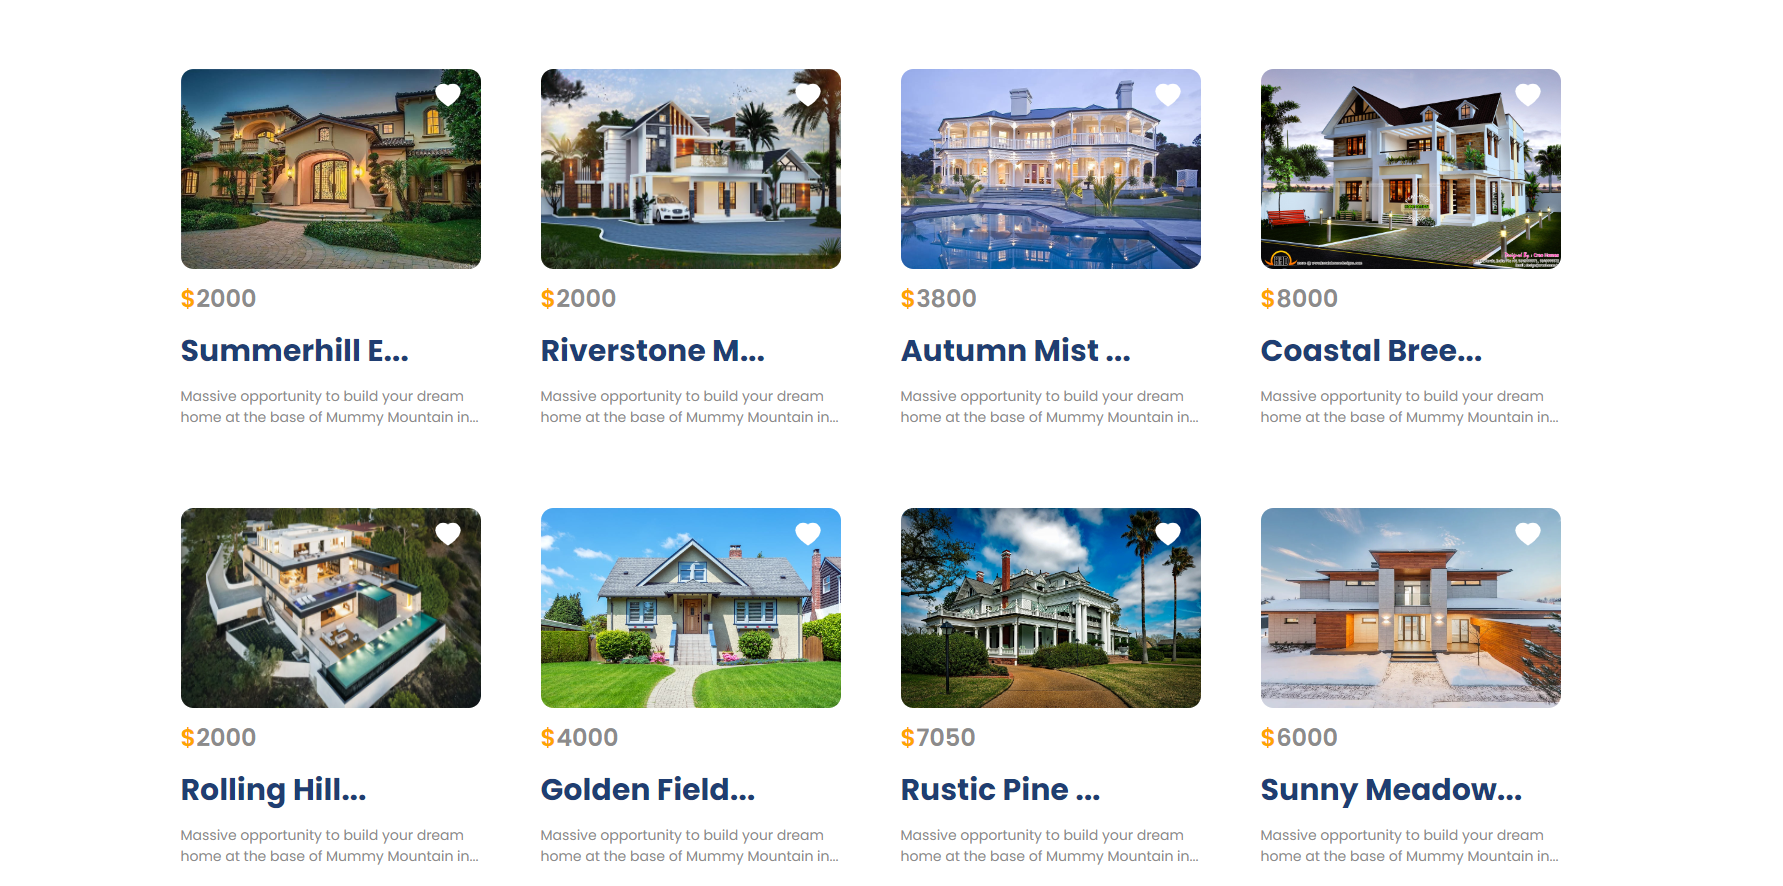 $2000
Summerhill E...
Massive opportunity to build your dream
home at the base of Mummy Mountain in...
$2000
Riverstone M...
Massive opportunity to build your dream
home at the base of Mummy Mountain in...
$3800
Autumn Mist ...
Massive opportunity to build your dream
home at the base of Mummy Mountain in...
$8000
Coastal Bree...
Massive opportunity to build your dream
home at the base of Mummy Mountain in...
$2000
Rolling Hill...
Massive opportunity to build your dream
home at the base of Mummy Mountain in...
$4000
Golden Field...
Massive opportunity to build your dream
home at the base of Mummy Mountain in...
$7050
Rustic Pine ...
Massive opportunity to build your dream
home at the base of Mummy Mountain in...
$6000
Sunny Meadow...
Massive opportunity to build your dream
home at the base of Mummy Mountain in...